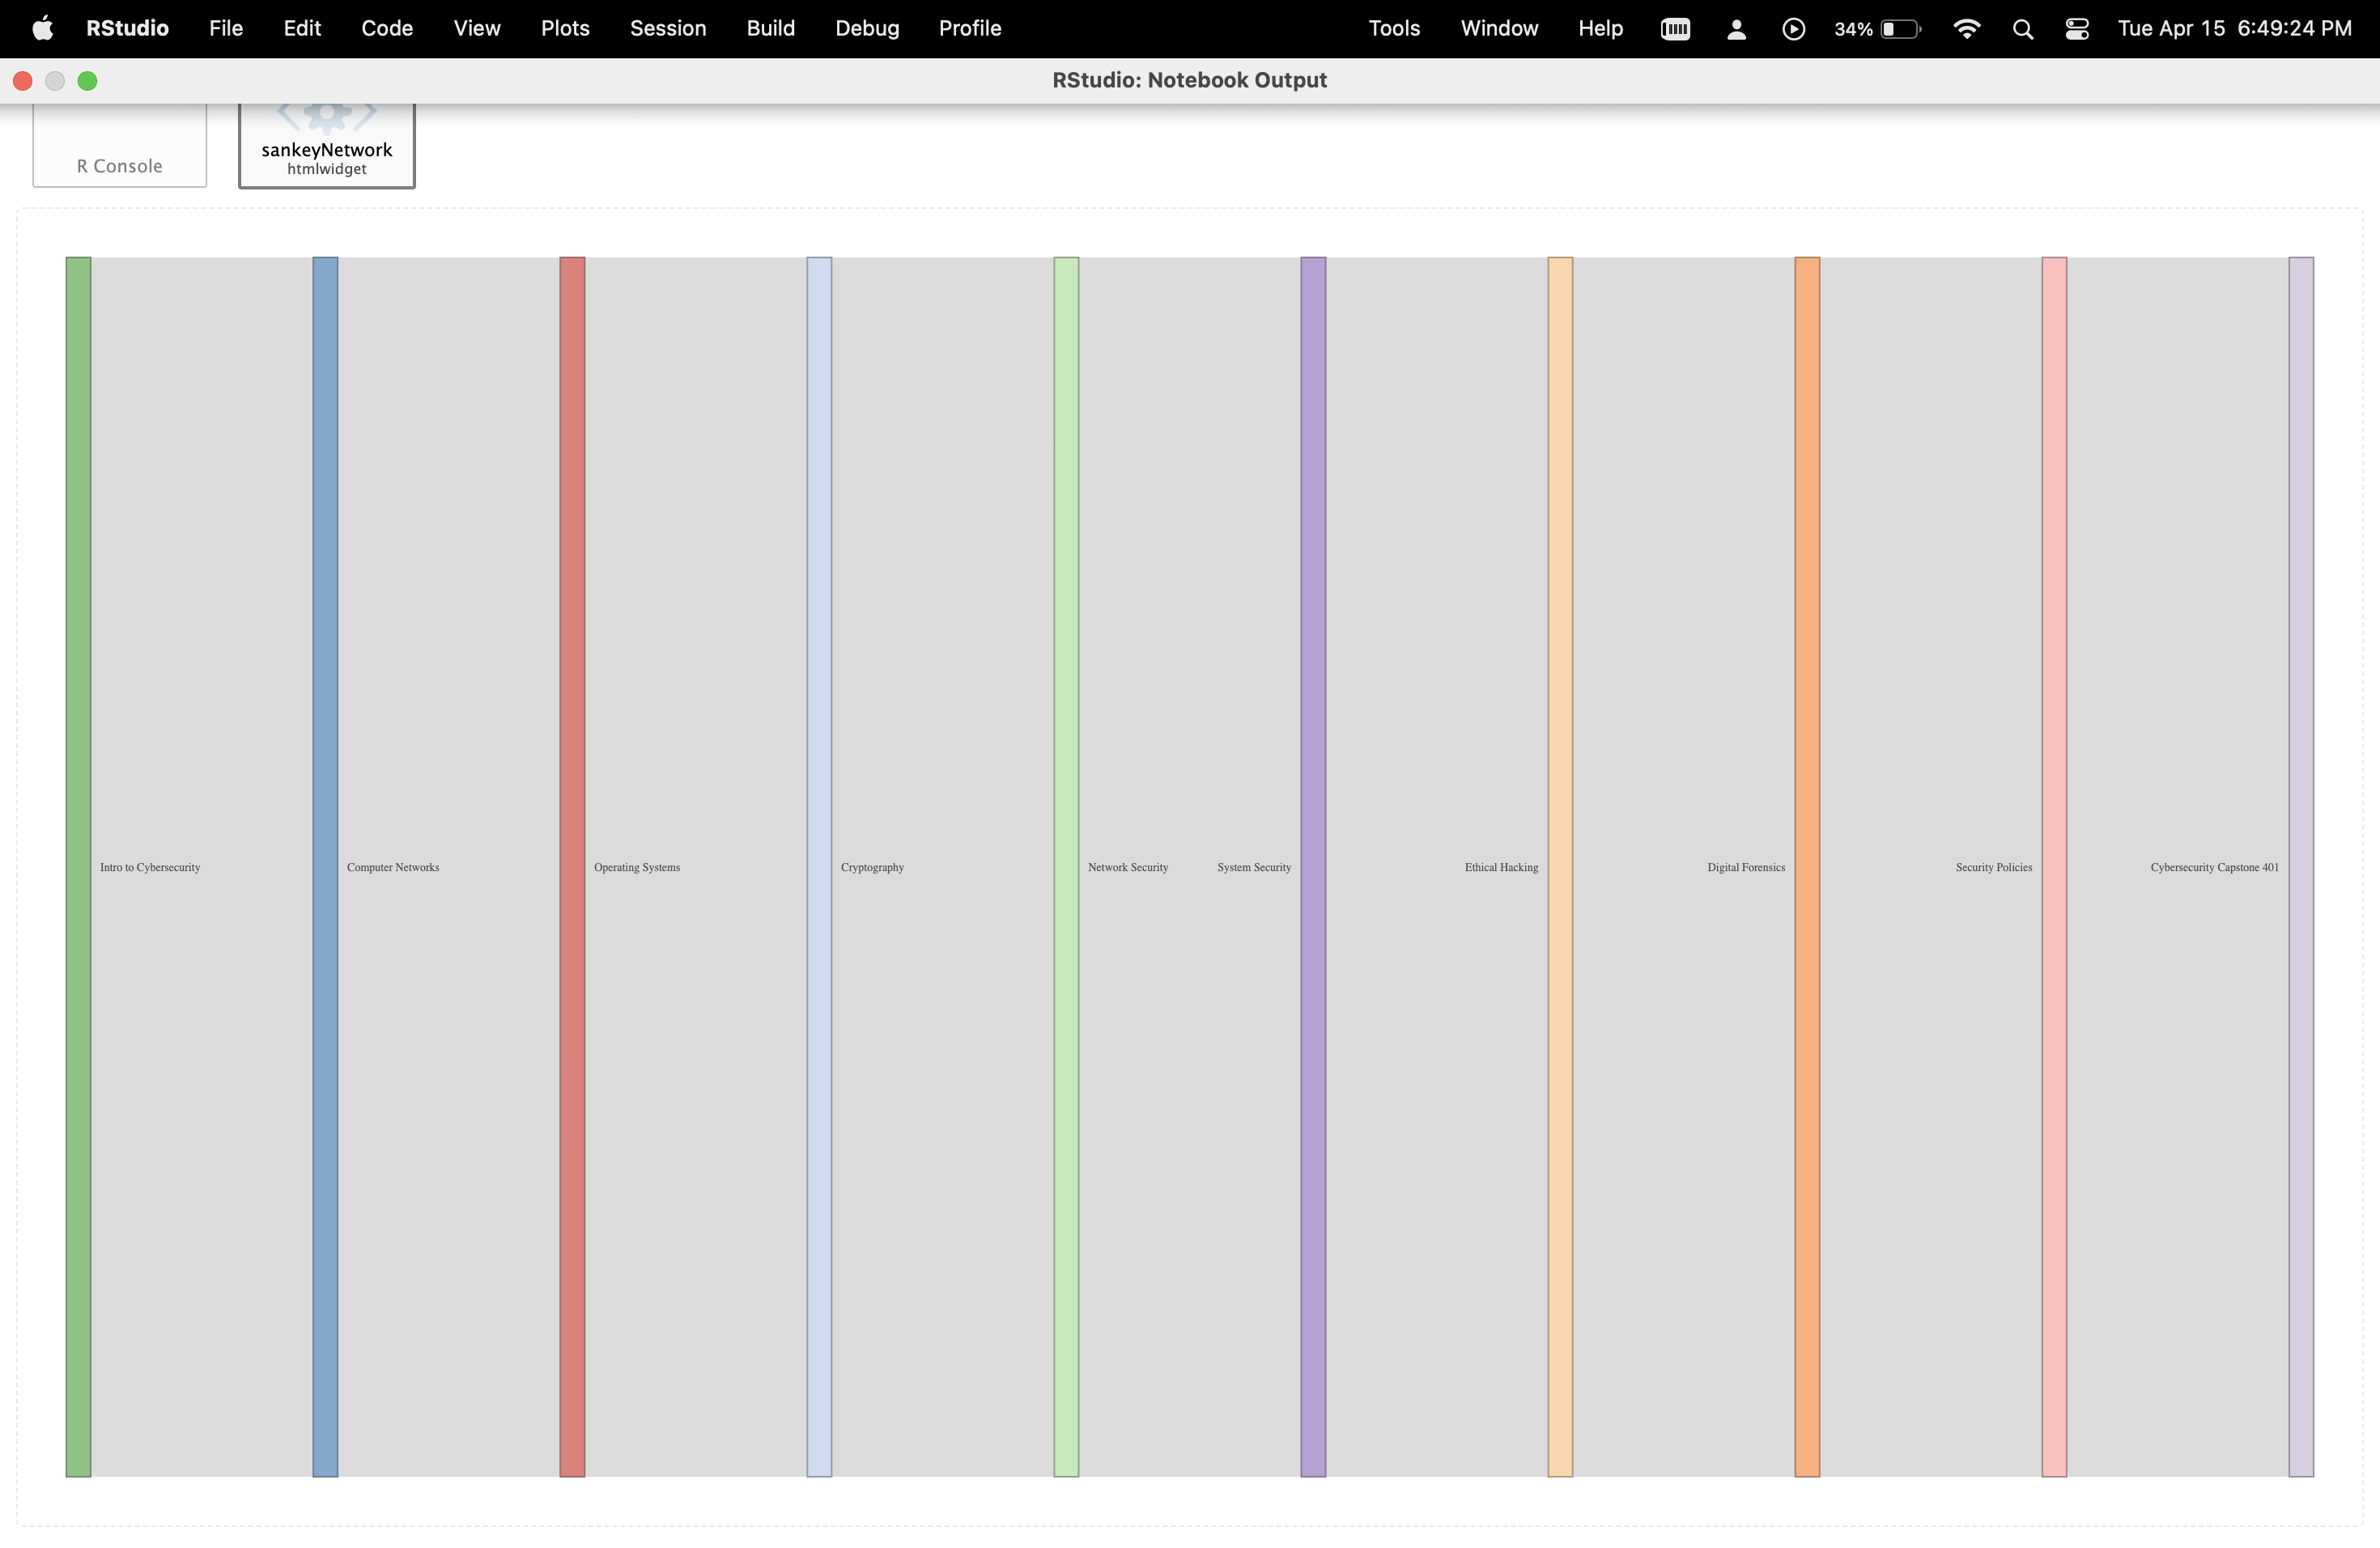 RStudio File Edit Code View Plots Session Build Debug Profile Tools Window Help 34% Tue Apr 15 6:49:24 PM
RStudio: Notebook Output
R Console
sankeyNetwork
htmlwidget
Intro to Cybersecurity Computer Networks Operating Systems Cryptography Network Security System Security Ethical Hacking Digital Forensics Security Policies Cybersecurity Capstone 401